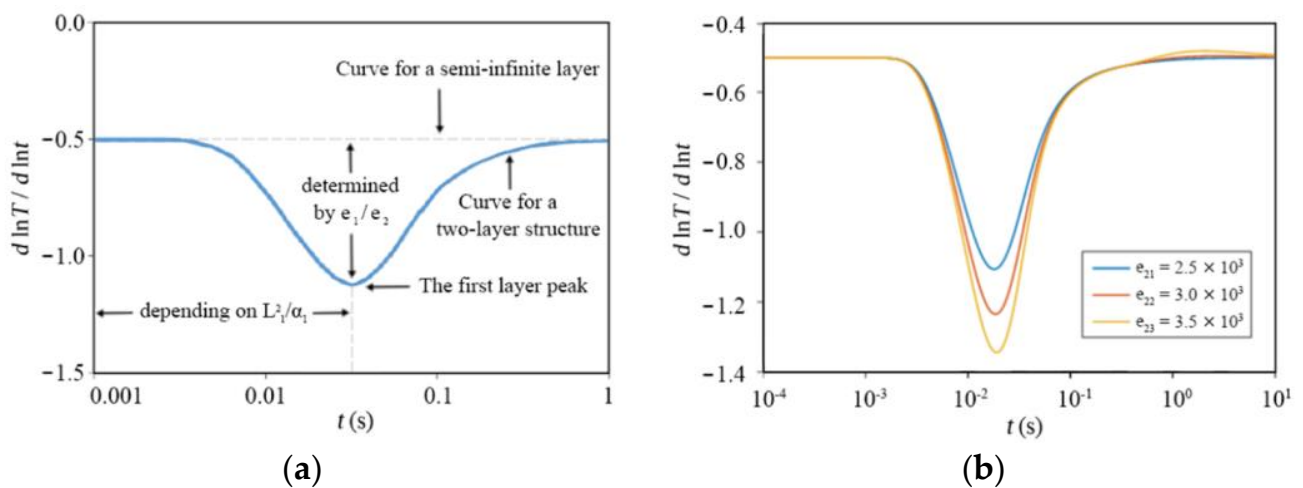 0.0
−0.5
−1.0
−1.5
d lnT / d lnt
Curve for a semi-infinite layer
determined
by e₁/e₂
Curve for a
two-layer structure
The first layer peak
depending on L₁²/α₁
0.001
0.01
0.1
1
t (s)
(a)
−0.4
−0.6
−0.8
−1.0
−1.2
−1.4
d lnT / d lnt
e₂₁ = 2.5 × 10³
e₂₂ = 3.0 × 10³
e₂₃ = 3.5 × 10³
10⁻⁴
10⁻³
10⁻²
10⁻¹
10⁰
10¹
t (s)
(b)